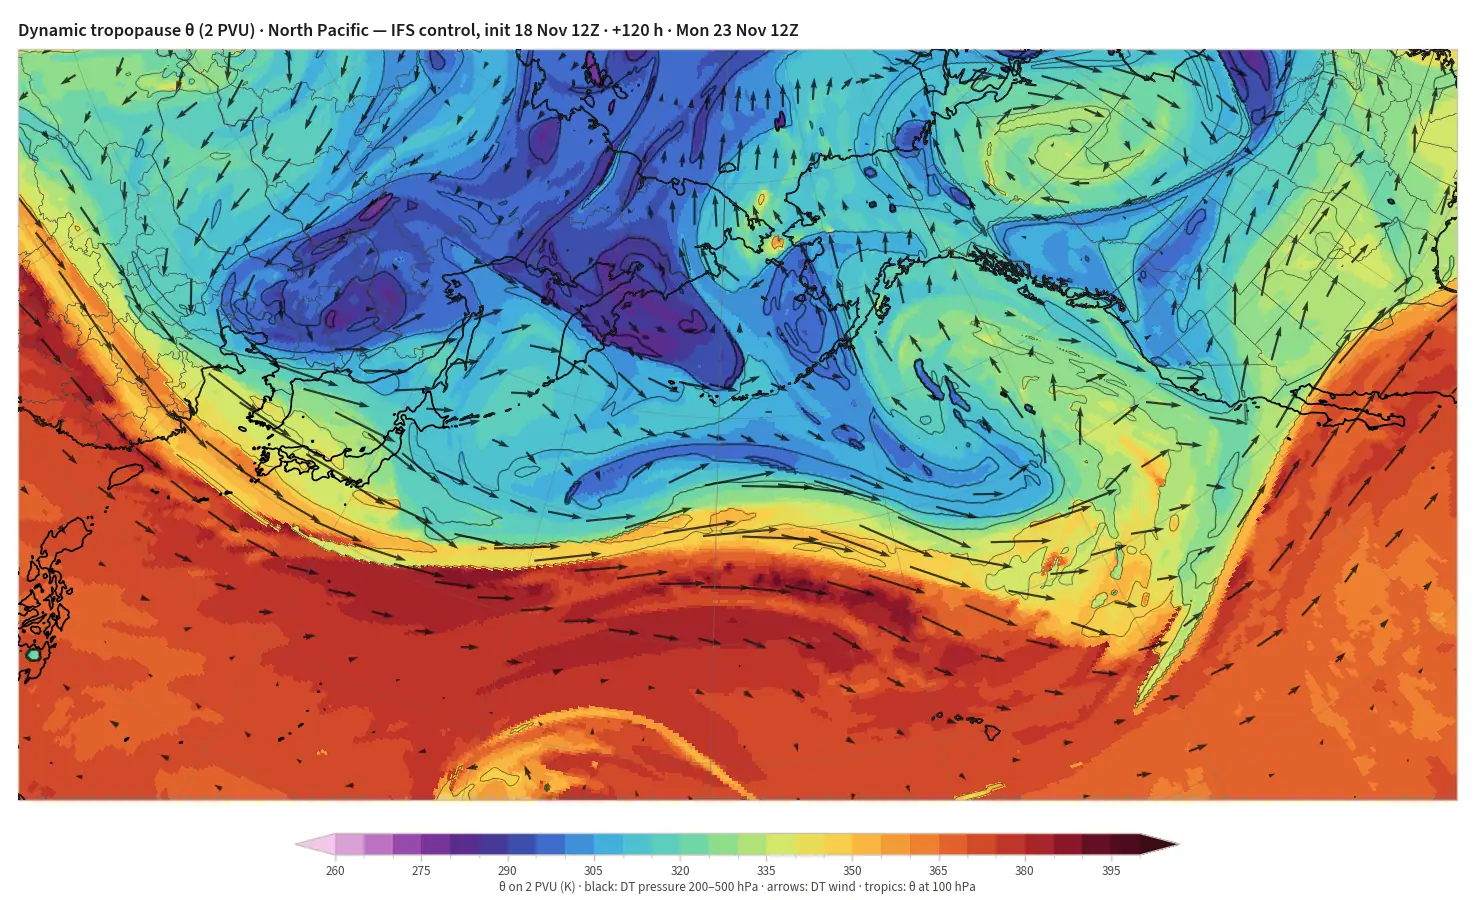 Dynamic tropopause θ (2 PVU) · North Pacific — IFS control, init 18 Nov 12Z · +120 h · Mon 23 Nov 12Z
260 275 290 305 320 335 350 365 380 395
θ on 2 PVU (K) · black: DT pressure 200–500 hPa · arrows: DT wind · tropics: θ at 100 hPa